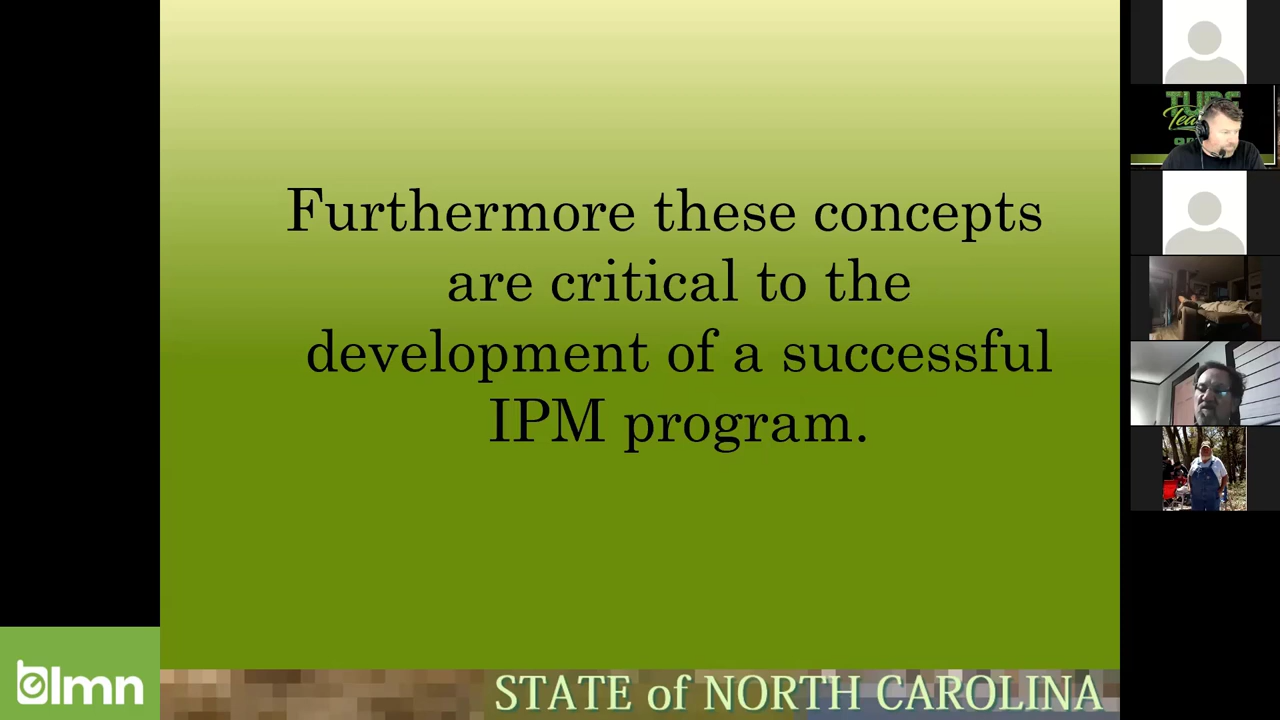 Furthermore these concepts
are critical to the
development of a successful
IPM program.
lmn
STATE of NORTH CAROLINA